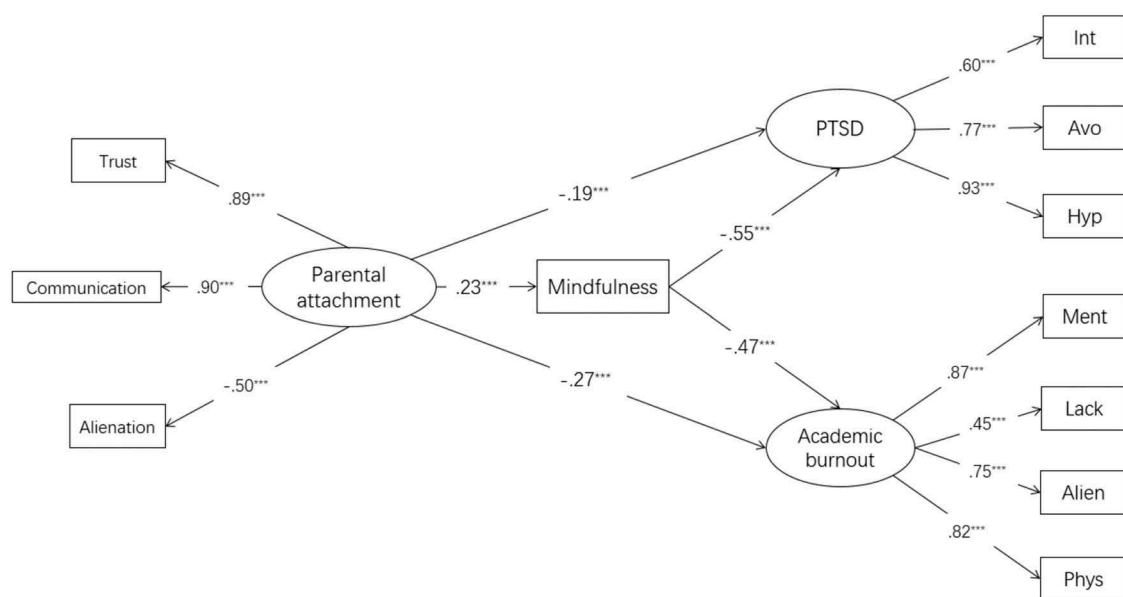 Int
.60***
PTSD
.77***
Avo
Trust
.93***
-.19***
.89***
Hyp
-.55***
Parental
attachment
Communication
.90***
.23***
Mindfulness
Ment
-.47***
.87***
-.27***
-.50***
Lack
.45***
Alienation
Academic
burnout
.75***
Alien
.82***
Phys